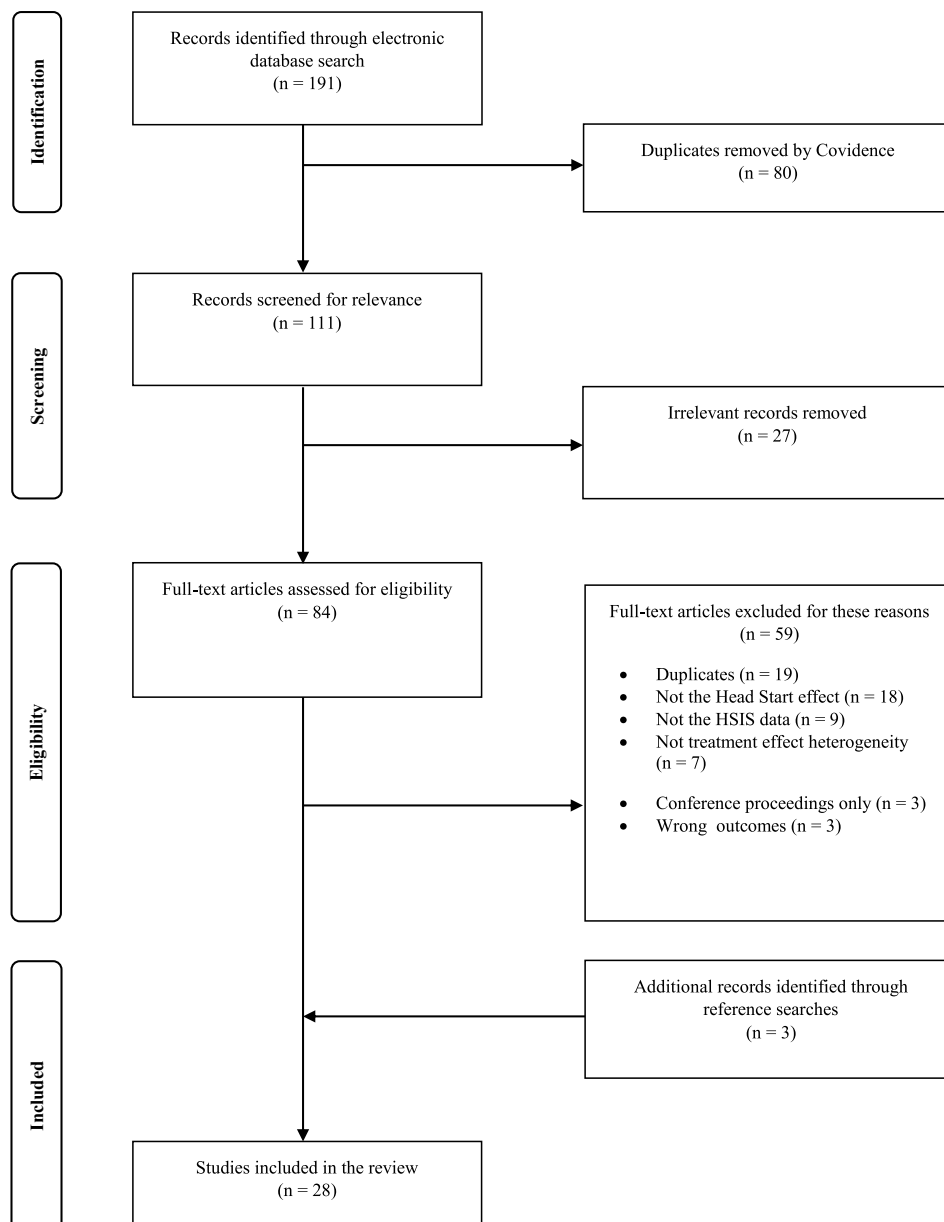 Identification
Records identified through electronic
database search
(n = 191)
Duplicates removed by Covidence
(n = 80)
Screening
Records screened for relevance
(n = 111)
Irrelevant records removed
(n = 27)
Eligibility
Full-text articles assessed for eligibility
(n = 84)
Full-text articles excluded for these reasons
(n = 59)
• Duplicates (n = 19)
• Not the Head Start effect (n = 18)
• Not the HSIS data (n = 9)
• Not treatment effect heterogeneity
(n = 7)
• Conference proceedings only (n = 3)
• Wrong outcomes (n = 3)
Included
Additional records identified through
reference searches
(n = 3)
Studies included in the review
(n = 28)